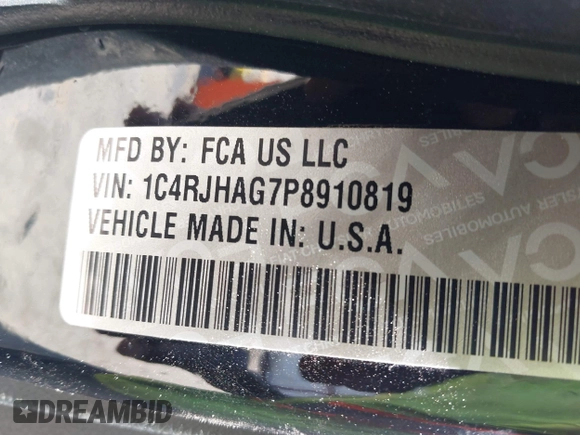 MFD BY: FCA US LLC
VIN: 1C4RJHAG7P8910819
VEHICLE MADE IN: U.S.A.
DREAMBID